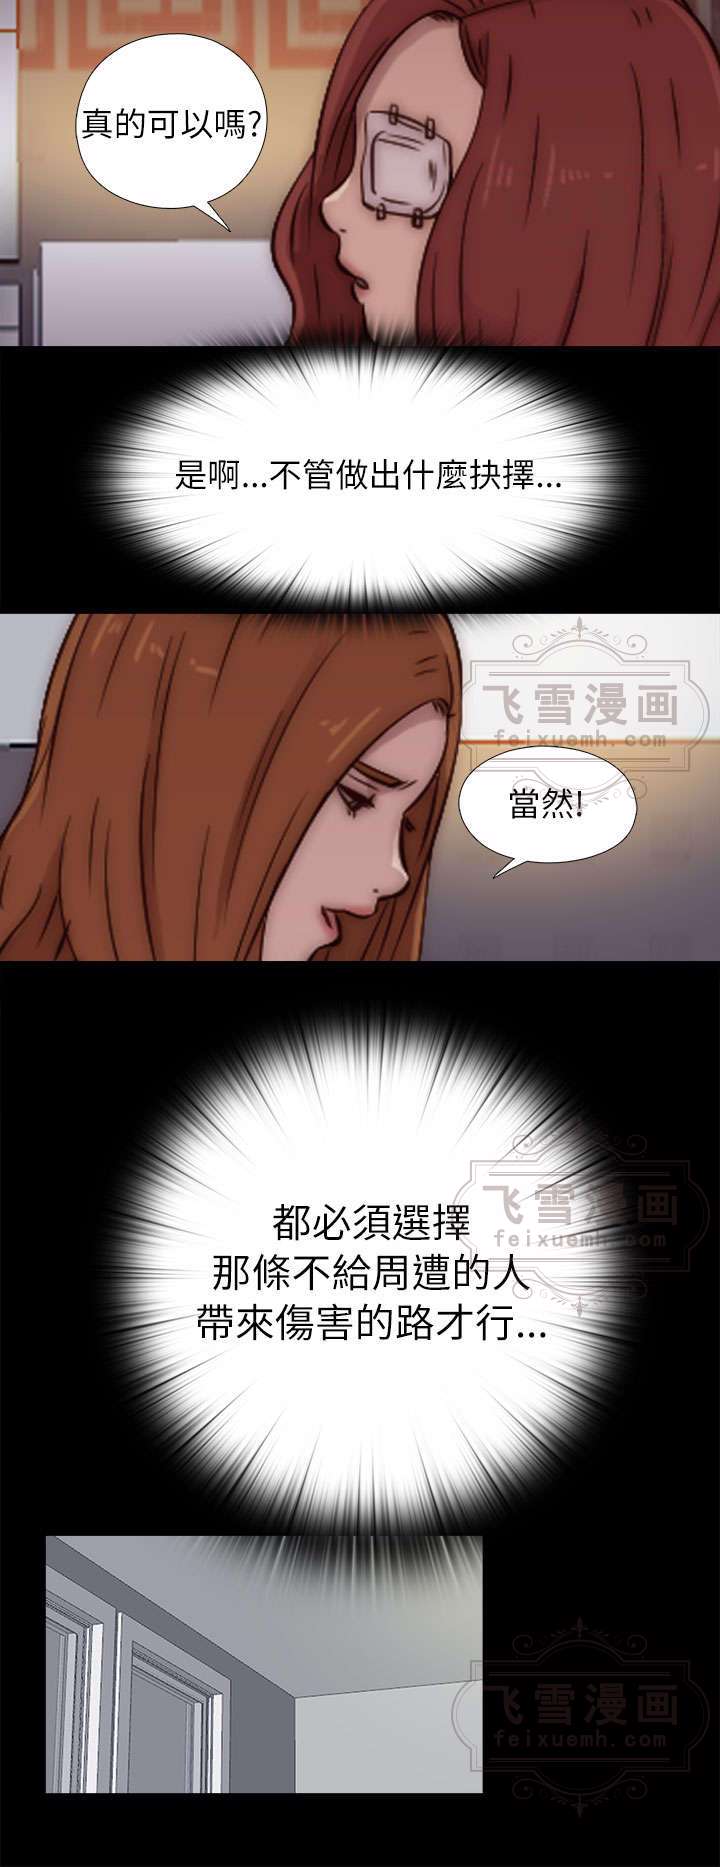 真的可以嗎?
是啊...不管做出什麼抉擇...
飞雪漫画
feixuemh.com
當然!
飞雪漫画
feixuemh.com
都必須選擇
那條不給周遭的人
帶來傷害的路才行...
飞雪漫画
feixuemh.com